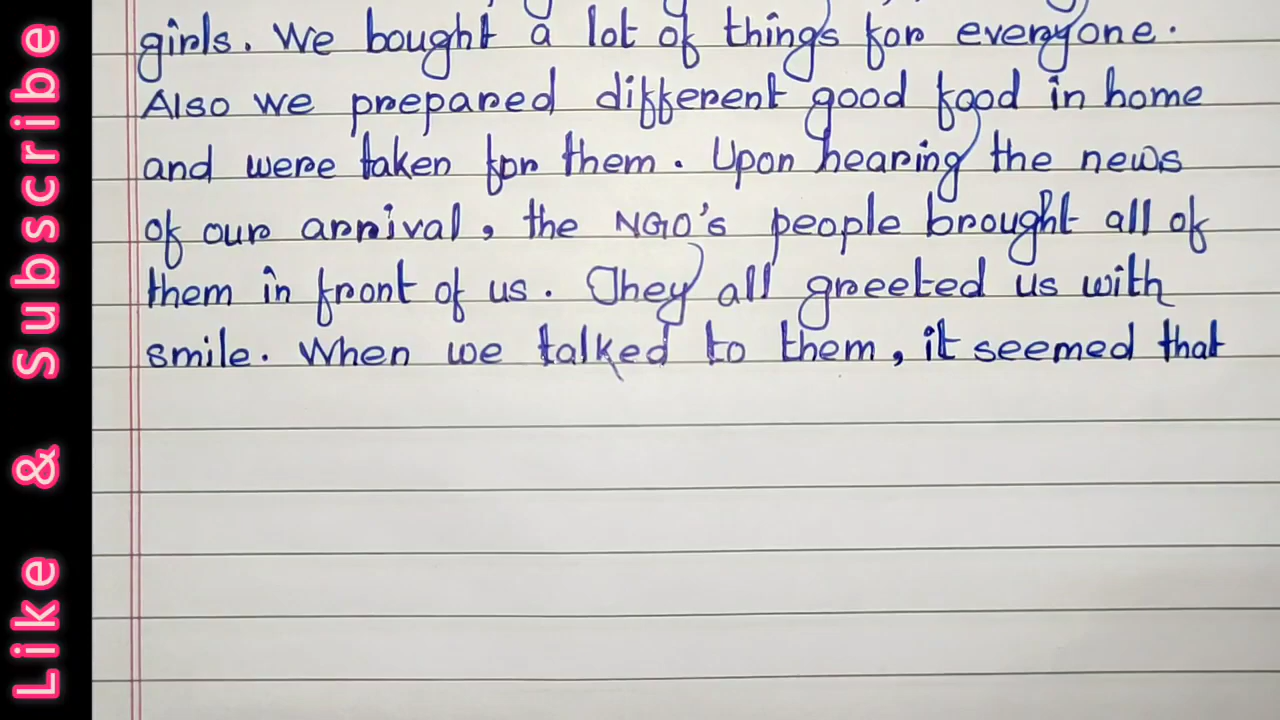 girls. We bought a lot of things for everyone.
Also we prepared different good food in home
and were taken for them. Upon hearing the news
of our arrival, the NGO's people brought all of
them in front of us. They all greeted us with
smile. When we talked to them, it seemed that
Like & Subscribe